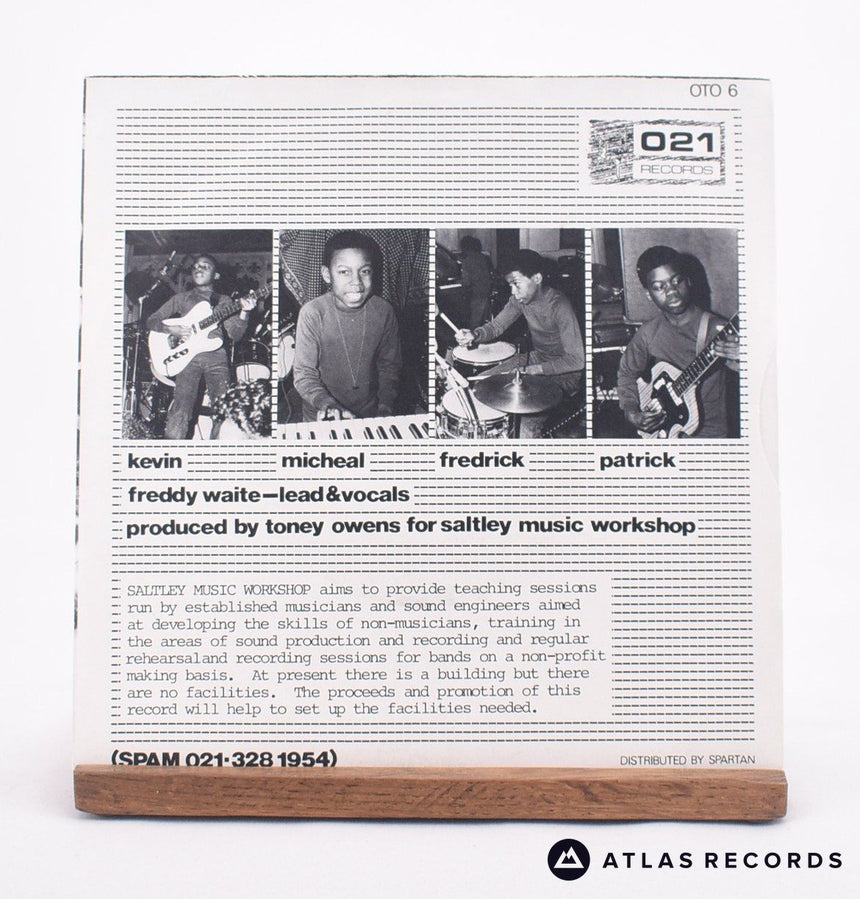 OTO 6
021
RECORDS
kevin micheal fredrick patrick
freddy waite—lead&vocals
produced by toney owens for saltley music workshop
SALTLEY MUSIC WORKSHOP aims to provide teaching sessions
run by established musicians and sound engineers aimed
at developing the skills of non-musicians, training in
the areas of sound production and recording and regular
rehearsaland recording sessions for bands on a non-profit
making basis. At present there is a building but there
are no facilities. The proceeds and promotion of this
record will help to set up the facilities needed.
(SPAM 021·328 1954)
DISTRIBUTED BY SPARTAN
ATLAS RECORDS